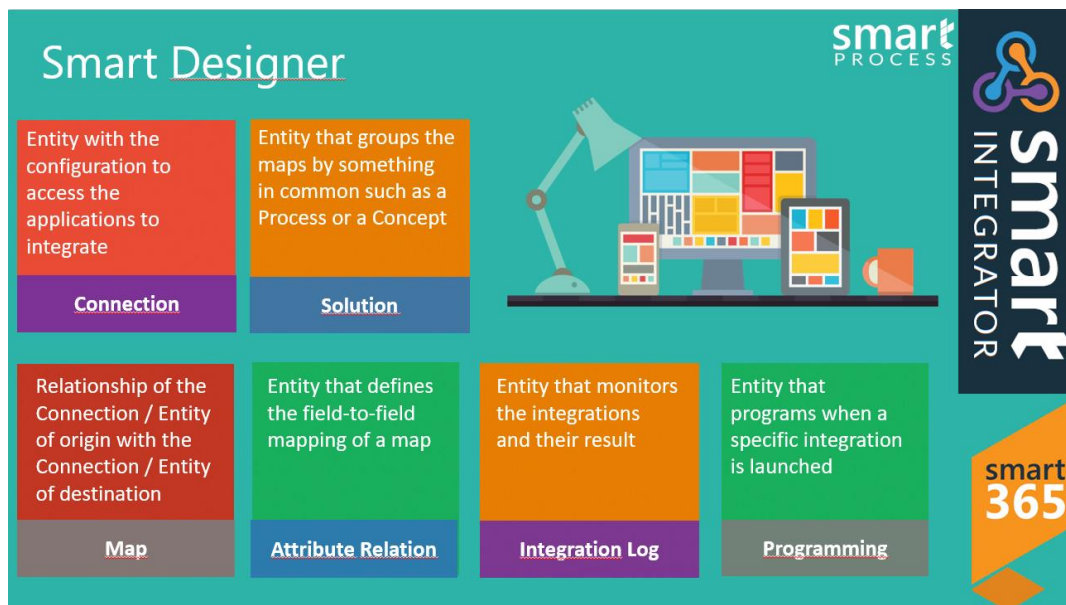 Smart Designer
smart
PROCESS
Entity with the
configuration to
access the
applications to
integrate
Connection
Entity that groups the
maps by something
in common such as a
Process or a Concept
Solution
Relationship of the
Connection / Entity
of origin with the
Connection / Entity
of destination
Map
Entity that defines
the field-to-field
mapping of a map
Attribute Relation
Entity that monitors
the integrations
and their result
Integration Log
Entity that
programs when a
specific integration
is launched
Programming
smart
INTEGRATOR
smart
365